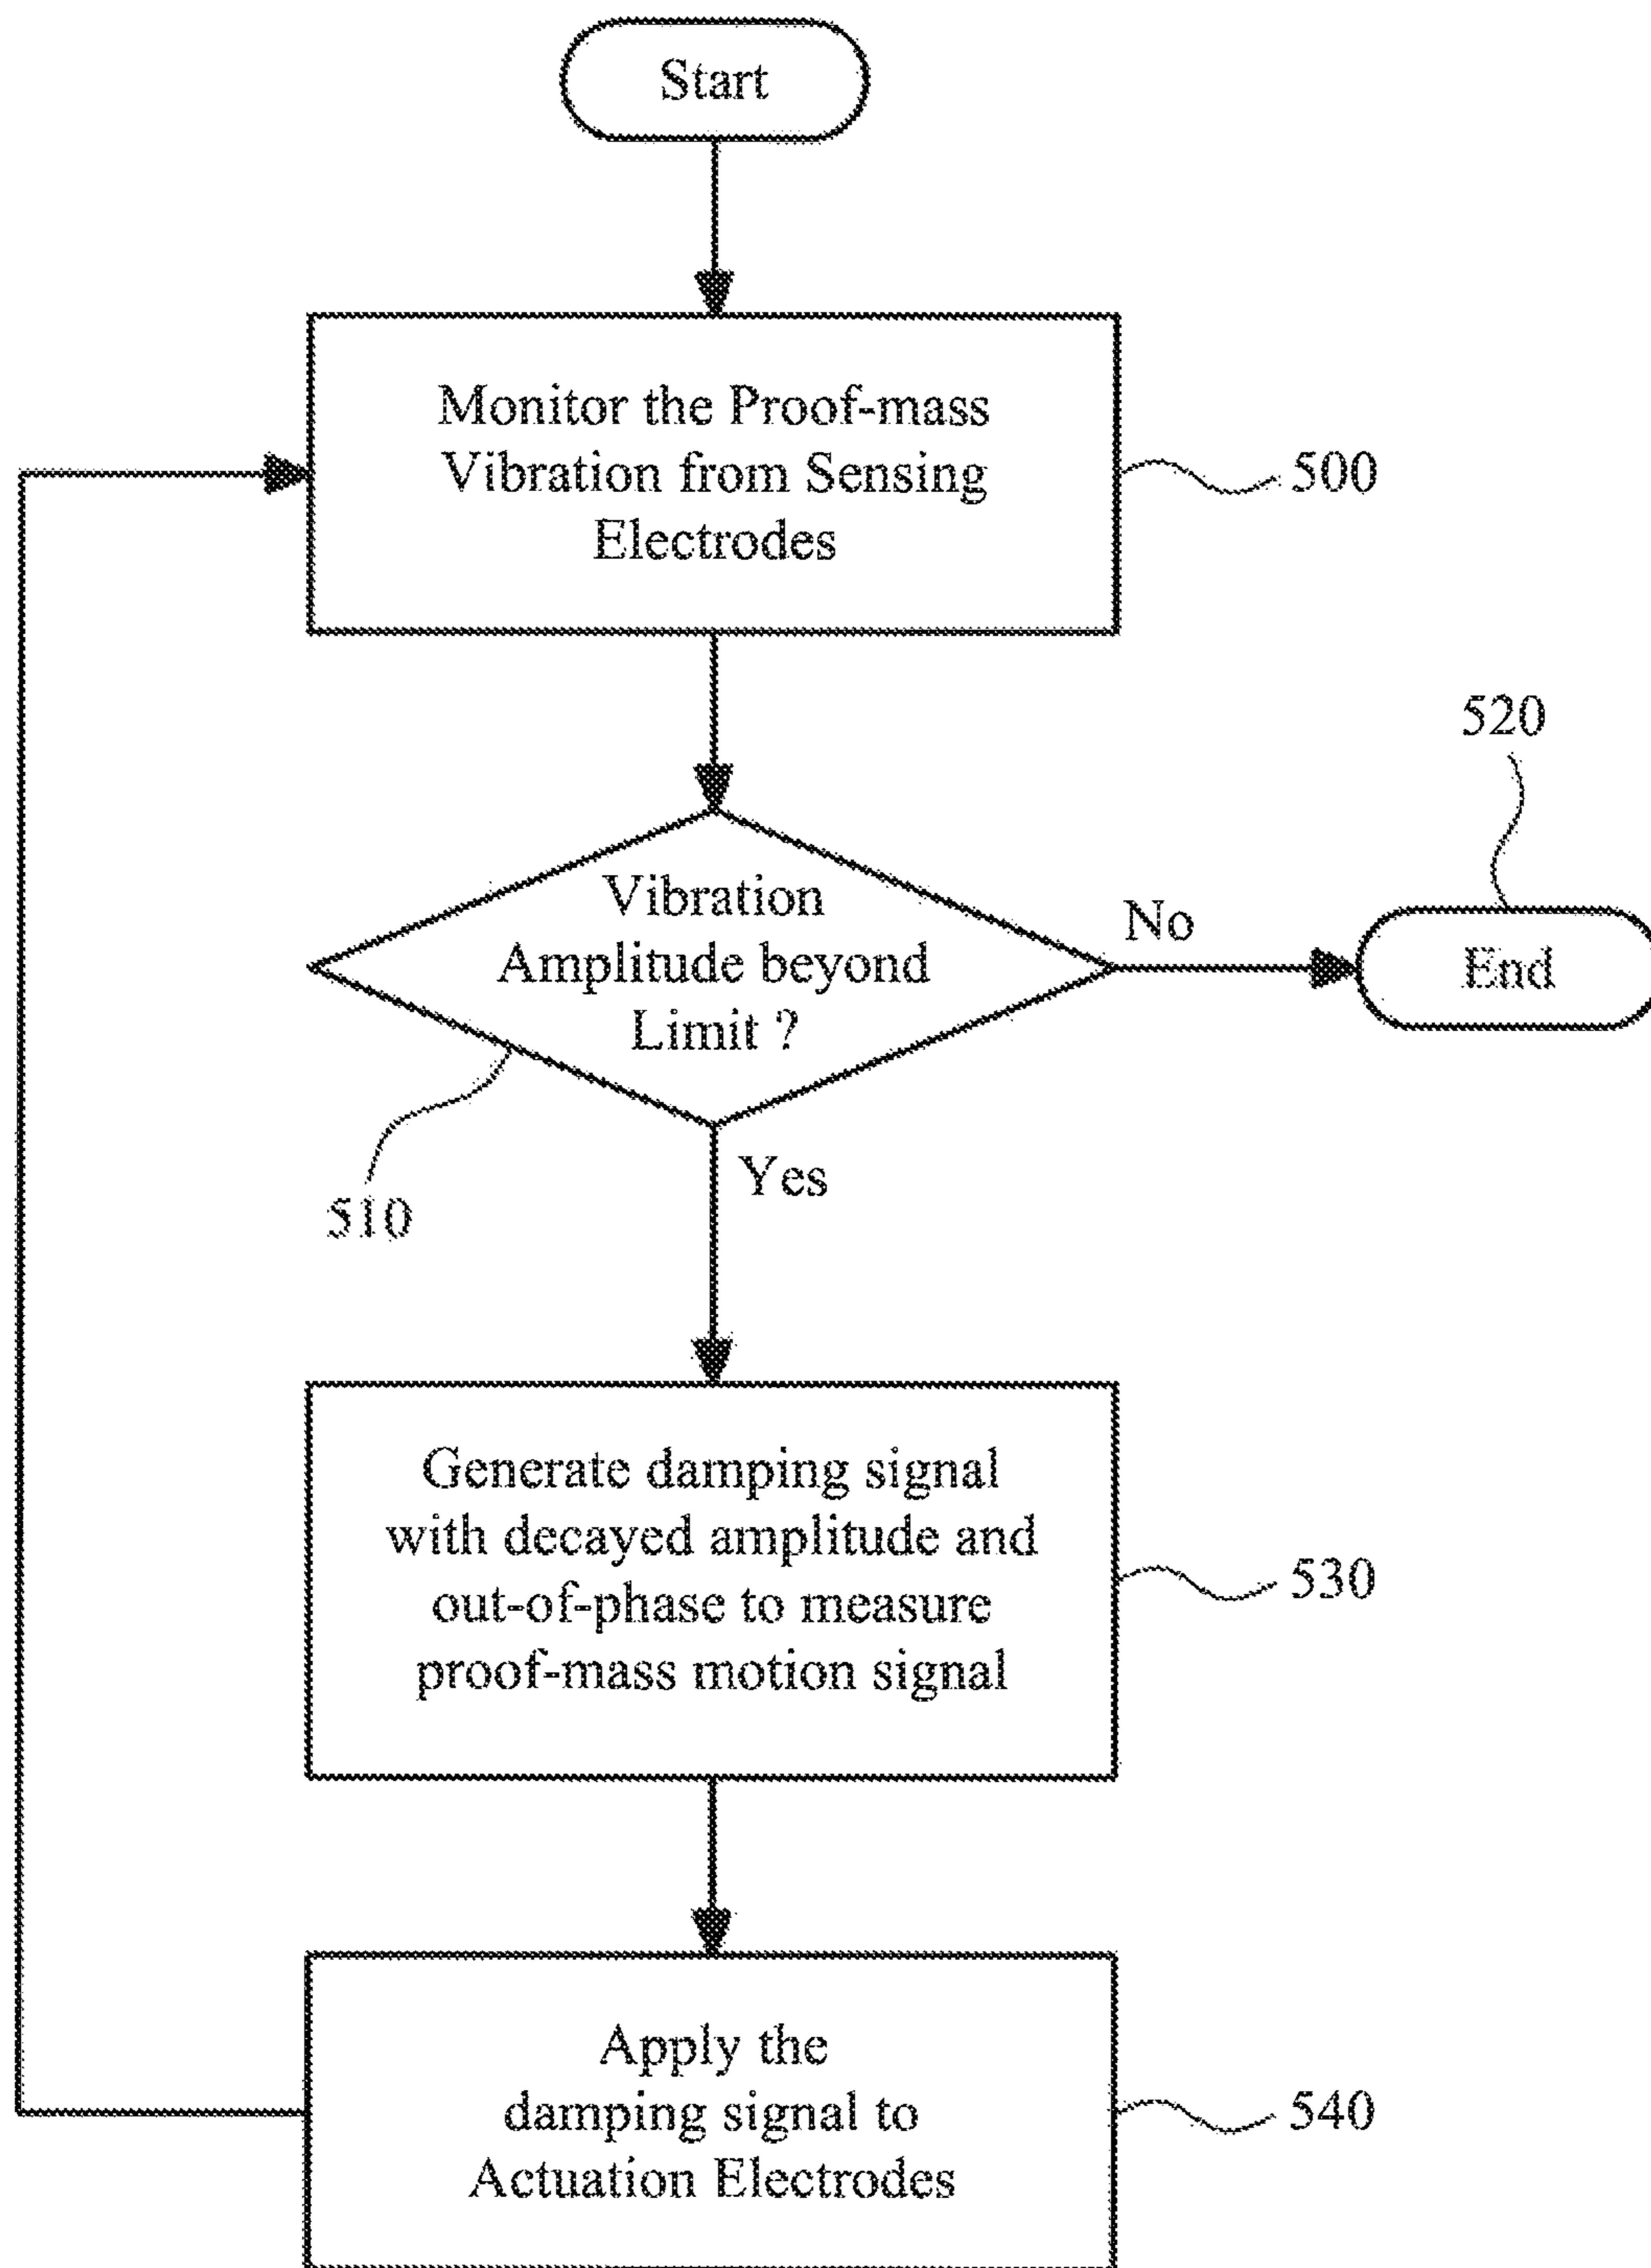 Start
Monitor the Proof-mass
Vibration from Sensing
Electrodes
500
520
Vibration
Amplitude beyond
Limit ?
No
End
510
Yes
Generate damping signal
with decayed amplitude and
out-of-phase to measure
proof-mass motion signal
530
Apply the
damping signal to
Actuation Electrodes
540